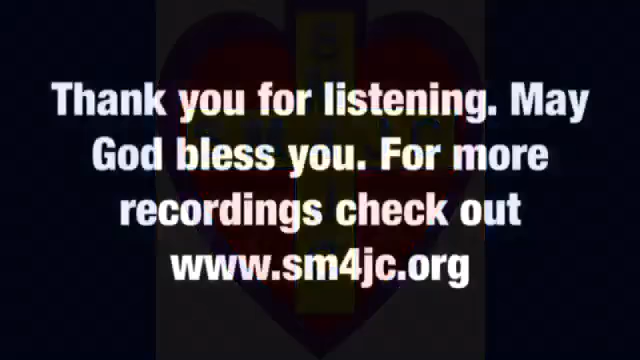 Thank you for listening. May
God bless you. For more
recordings check out
www.sm4jc.org